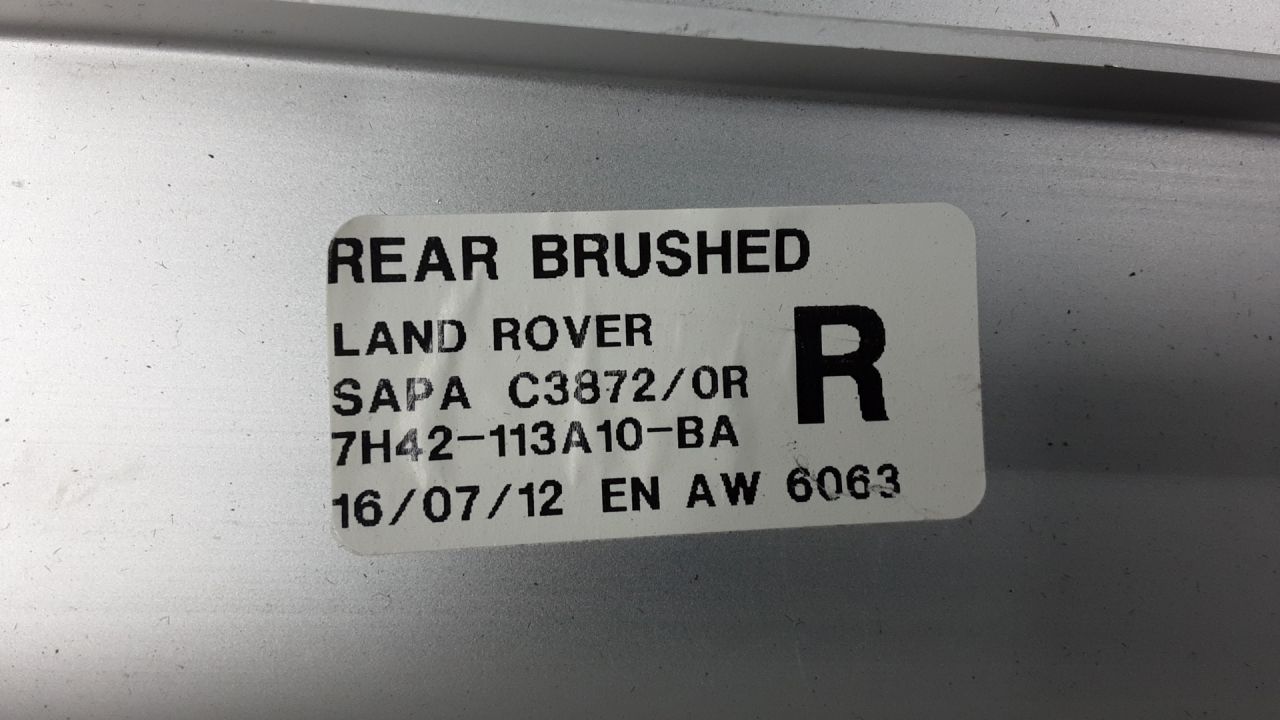 REAR BRUSHED
LAND ROVER
R
SAPA C3872/0R
7H42-113A10-BA
16/07/12 EN AW 6063